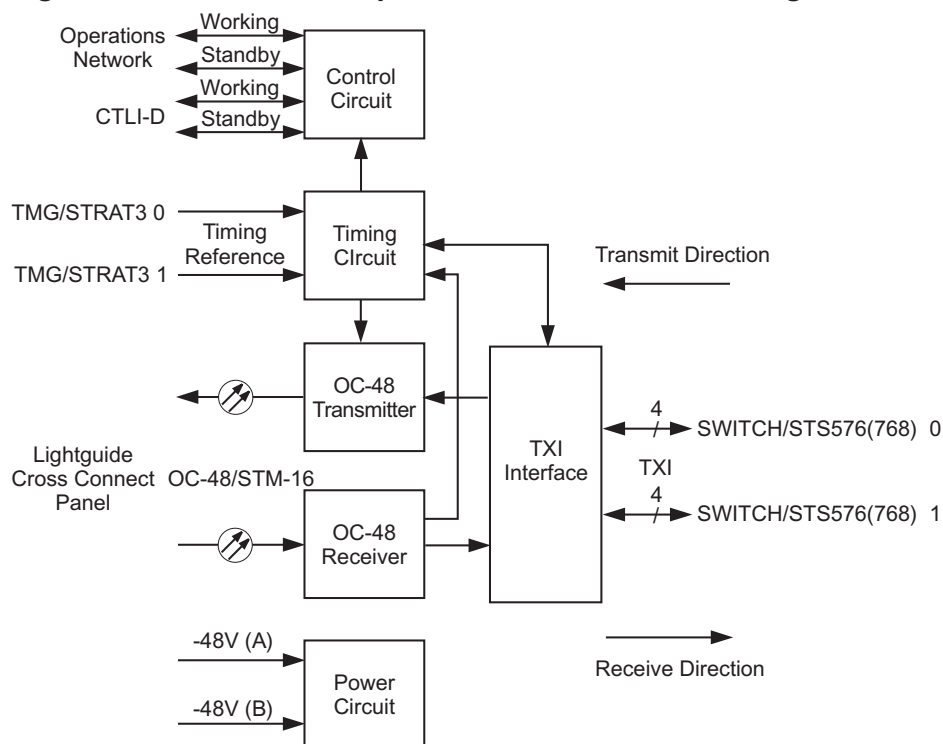 Operations
Network
Working
Standby
CTLI-D
Working
Standby
Control
Circuit
TMG/STRAT3 0
Timing
Reference
TMG/STRAT3 1
Timing
CIrcuit
Transmit Direction
OC-48
Transmitter
TXI
Interface
4
SWITCH/STS576(768) 0
TXI
4
SWITCH/STS576(768) 1
Lightguide
Cross Connect
Panel
OC-48/STM-16
OC-48
Receiver
-48V (A)
-48V (B)
Power
Circuit
Receive Direction